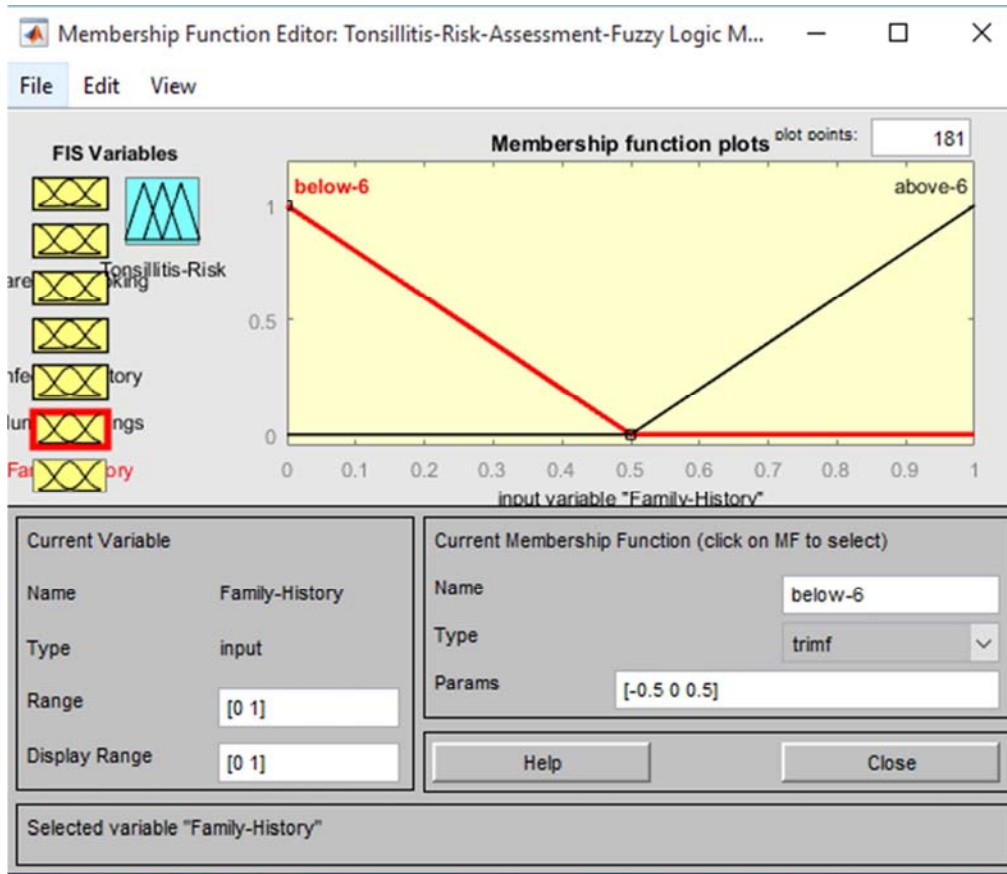 Membership Function Editor: Tonsillitis-Risk-Assessment-Fuzzy Logic M...
File Edit View
FIS Variables
Membership function plots
plot points:
181
Tonsillitis-Risk
below-6
above-6
1
0.5
0
0 0.1 0.2 0.3 0.4 0.5 0.6 0.7 0.8 0.9 1
input variable "Family-History"
Current Variable
Name Family-History
Type input
Range [0 1]
Display Range [0 1]
Current Membership Function (click on MF to select)
Name below-6
Type trimf
Params [-0.5 0 0.5]
Help Close
Selected variable "Family-History"